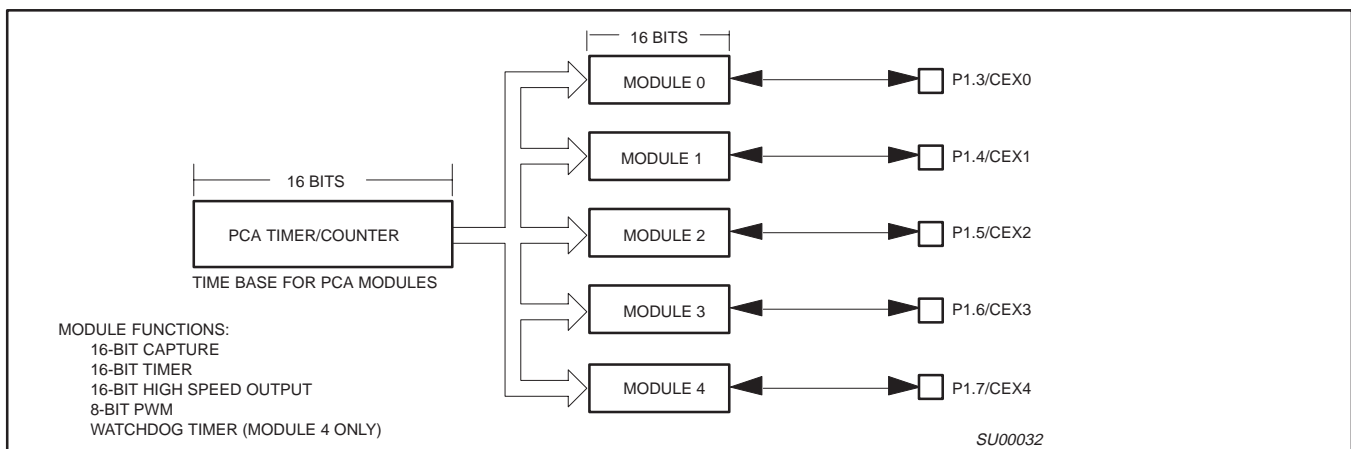 16 BITS
MODULE 0
P1.3/CEX0
MODULE 1
P1.4/CEX1
16 BITS
PCA TIMER/COUNTER
MODULE 2
P1.5/CEX2
TIME BASE FOR PCA MODULES
MODULE 3
P1.6/CEX3
MODULE FUNCTIONS:
16-BIT CAPTURE
16-BIT TIMER
16-BIT HIGH SPEED OUTPUT
8-BIT PWM
WATCHDOG TIMER (MODULE 4 ONLY)
MODULE 4
P1.7/CEX4
SU00032